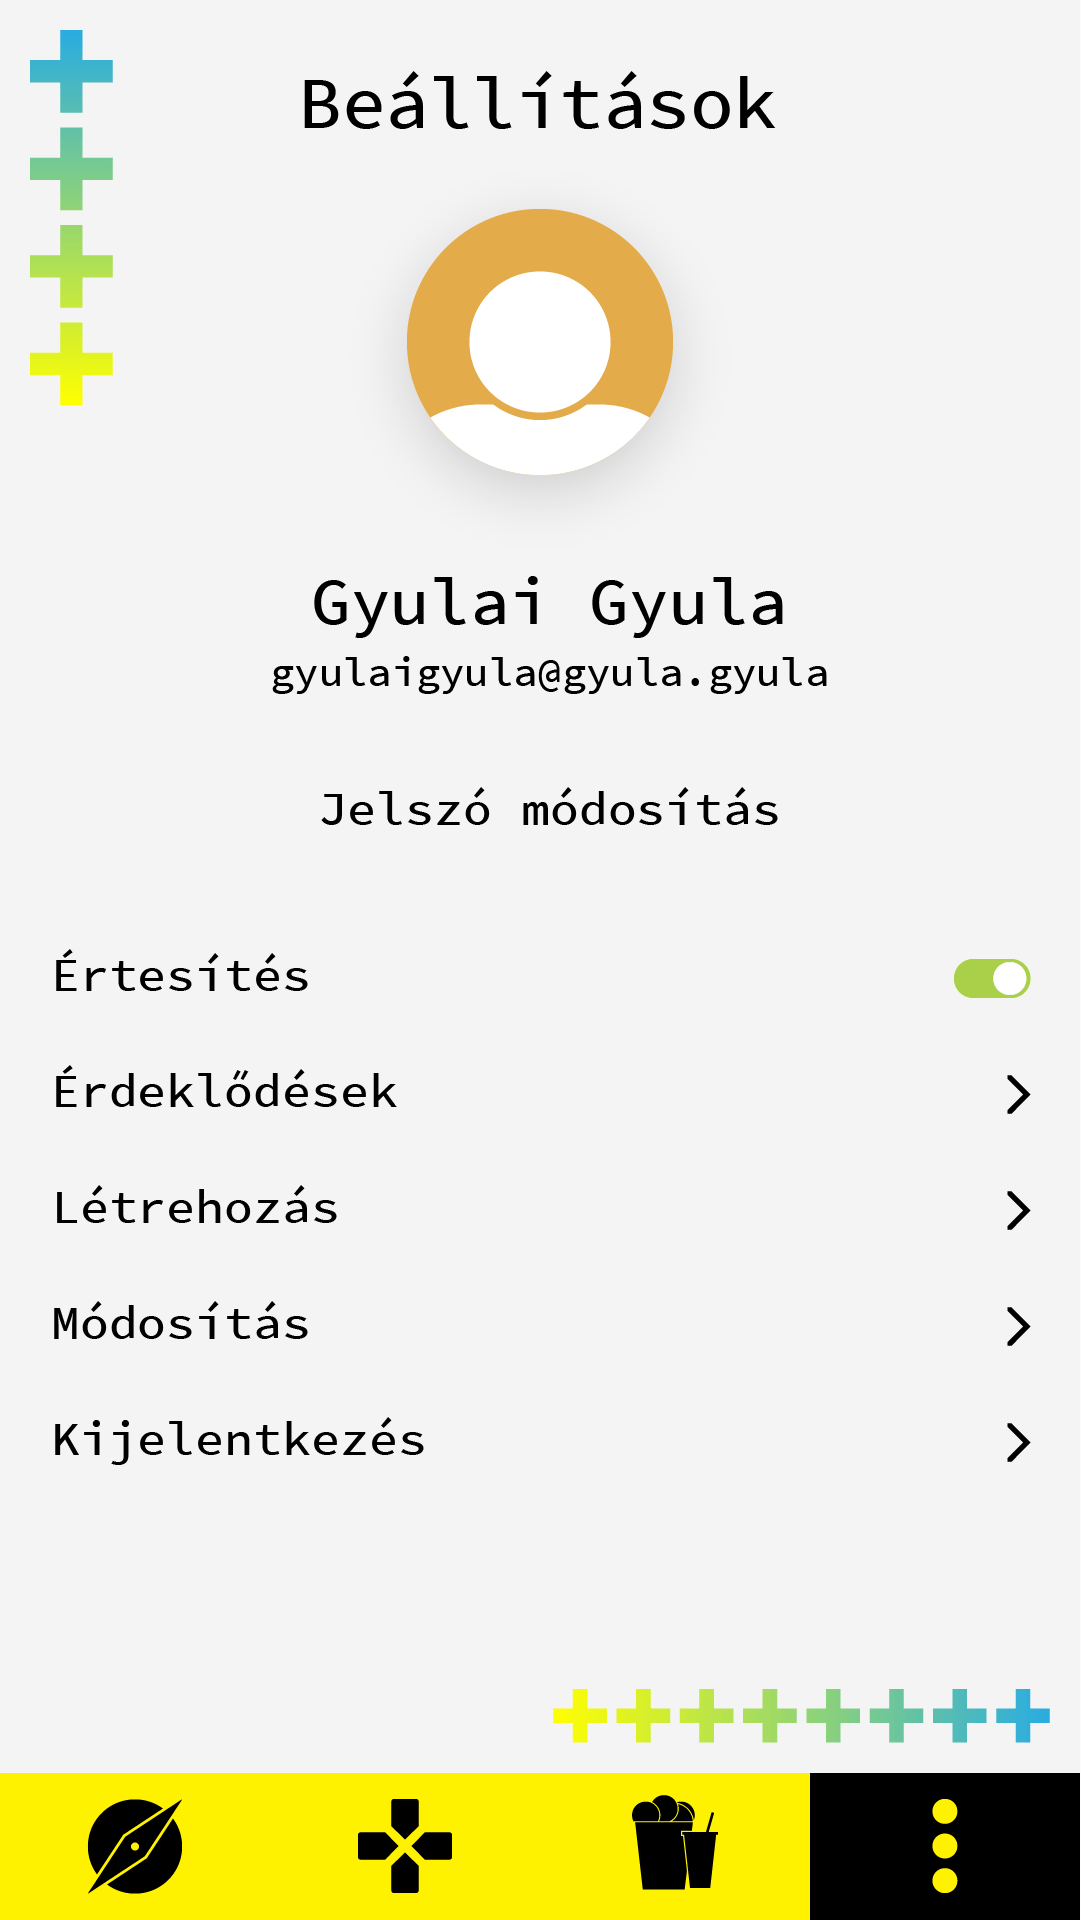 Beállítások
Gyulai Gyula
gyulaigyula@gyula.gyula
Jelszó módosítás
Értesítés
Érdeklődések
Létrehozás
Módosítás
Kijelentkezés